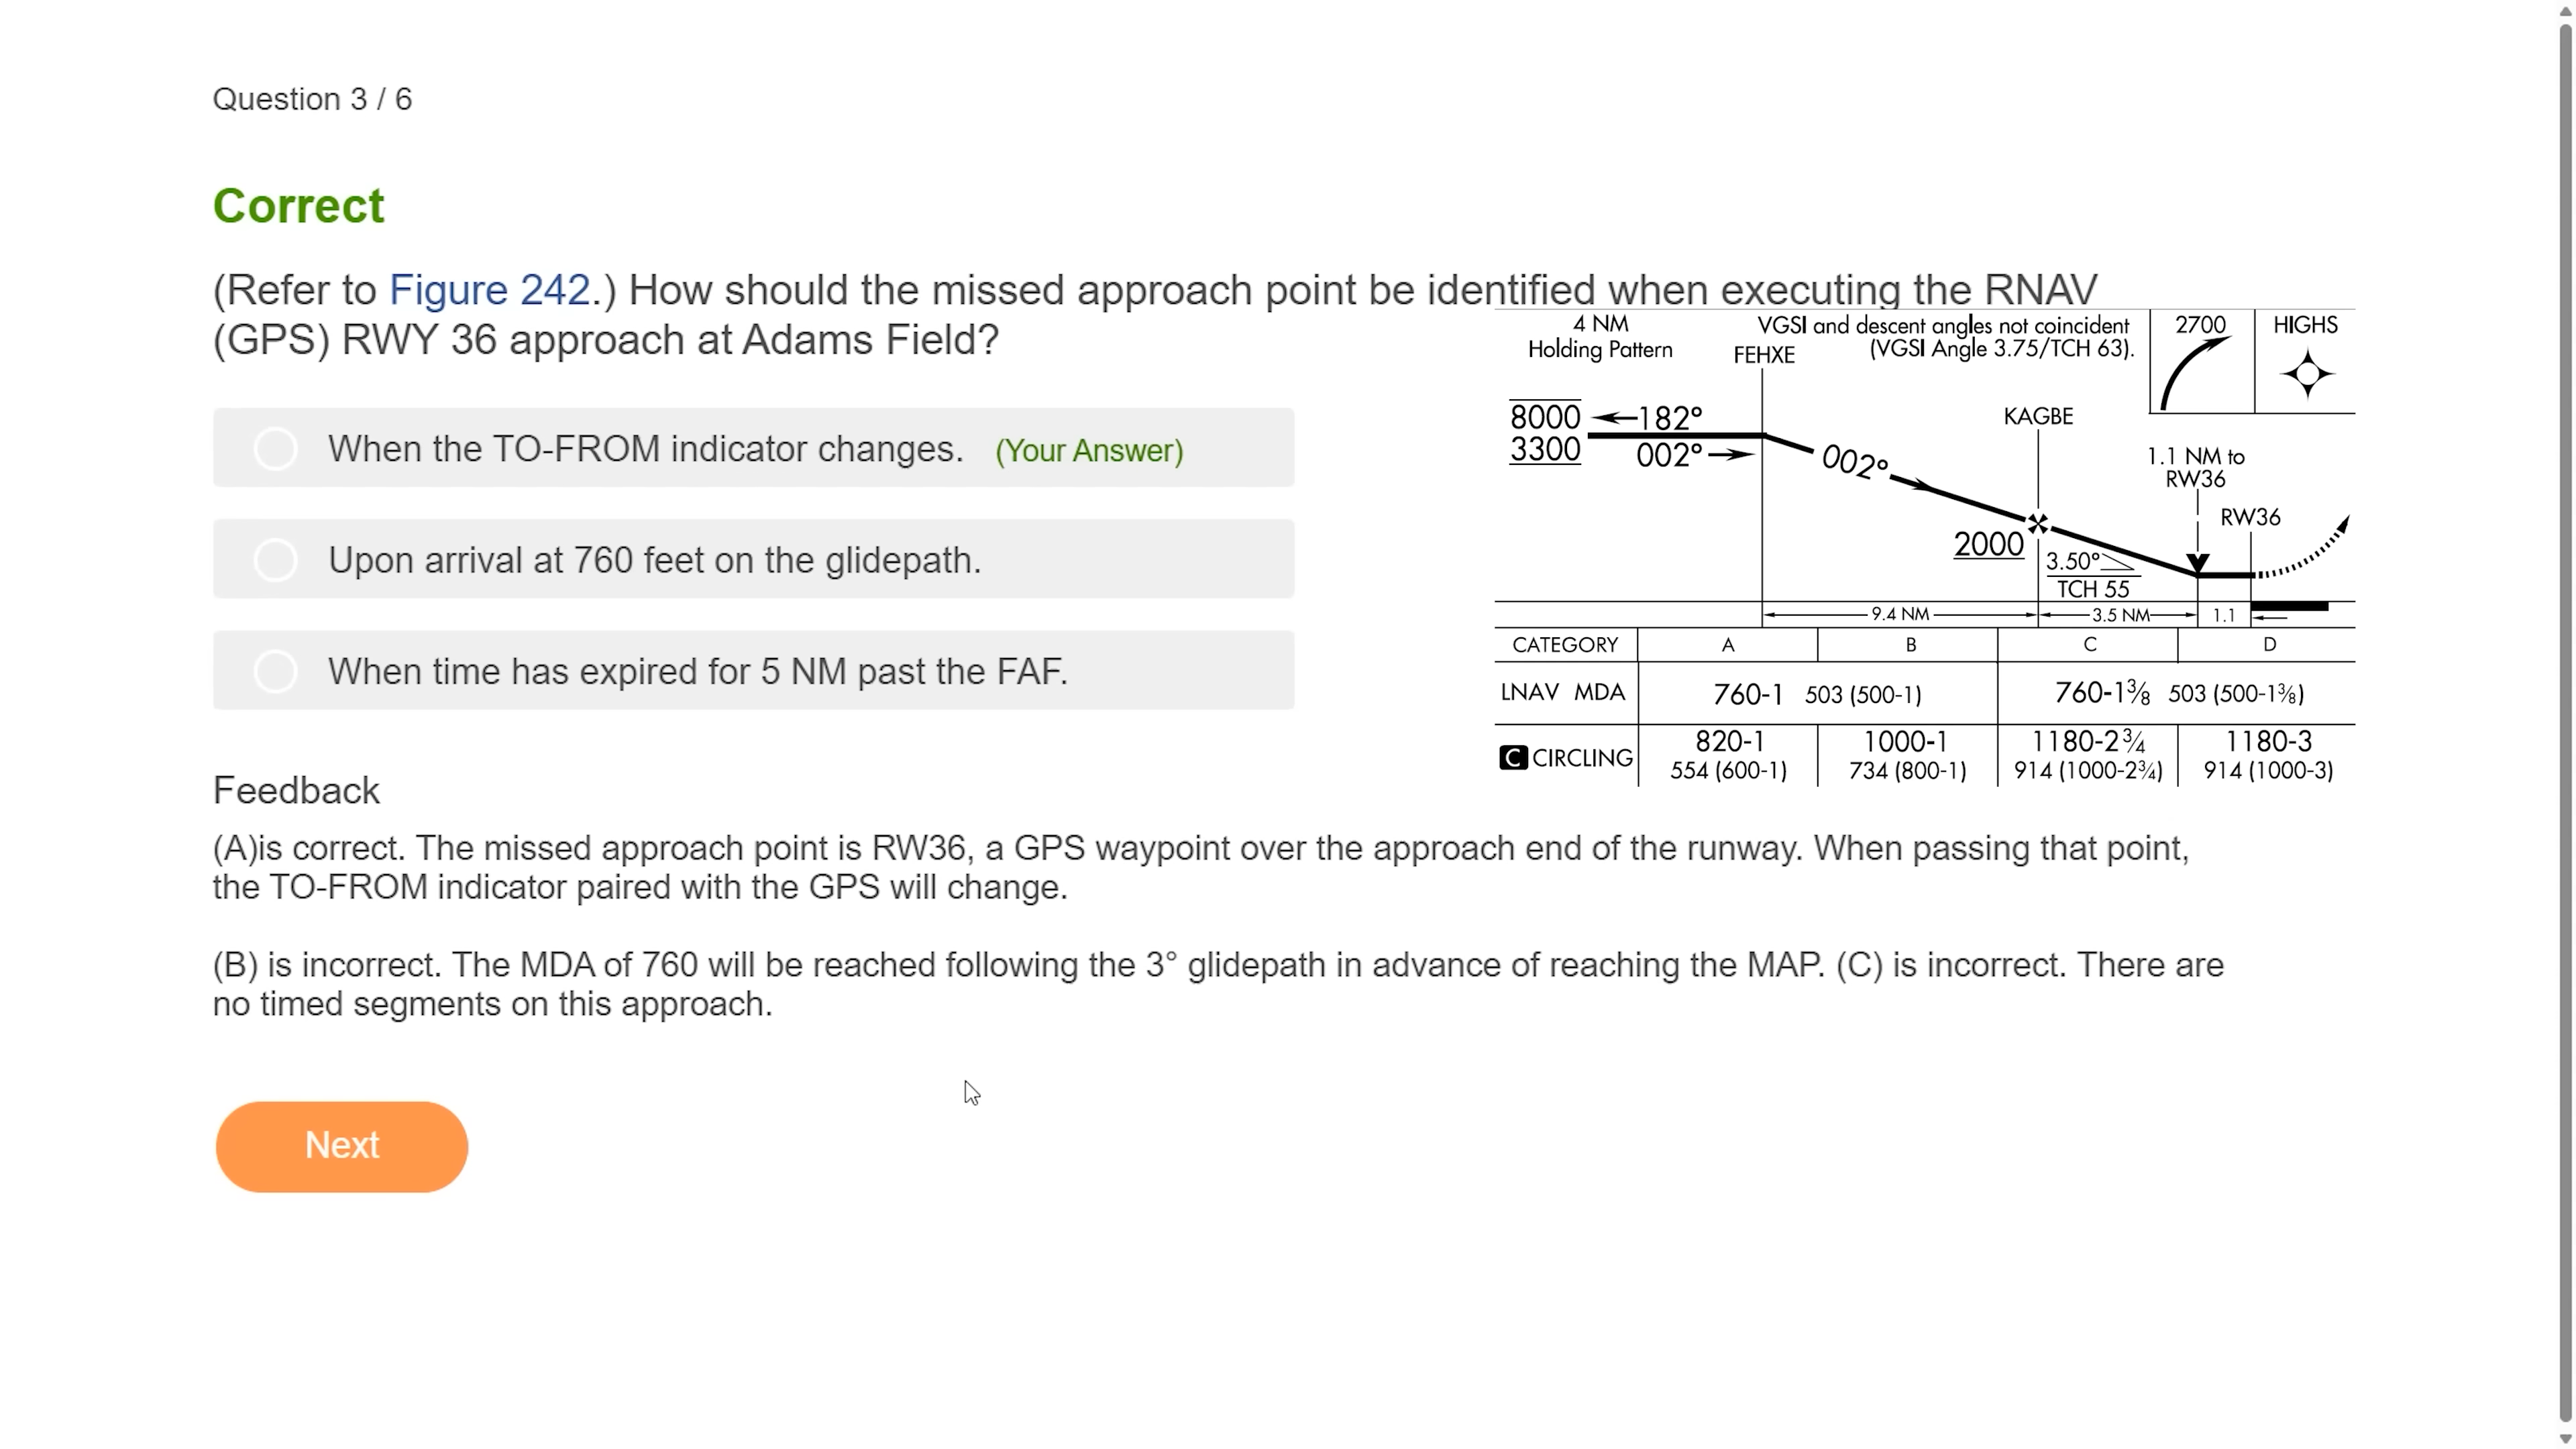 Question 3 / 6
Correct
(Refer to Figure 242.) How should the missed approach point be identified when executing the RNAV
(GPS) RWY 36 approach at Adams Field?
When the TO-FROM indicator changes. (Your Answer)
Upon arrival at 760 feet on the glidepath.
When time has expired for 5 NM past the FAF.
4 NM
Holding Pattern
FEHXE
VGSI and descent angles not coincident
(VGSI Angle 3.75/TCH 63).
2700
HIGHS
8000
182°
3300
002°
002°
KAGBE
1.1 NM to
RW36
RW36
2000
3.50°
TCH 55
9.4 NM
3.5 NM
1.1
CATEGORY A B C D
LNAV MDA 760-1 503 (500-1) 760-1⅜ 503 (500-1⅜)
C CIRCLING
820-1 1000-1 1180-2¾ 1180-3
554 (600-1) 734 (800-1) 914 (1000-2¾) 914 (1000-3)
Feedback
(A)is correct. The missed approach point is RW36, a GPS waypoint over the approach end of the runway. When passing that point,
the TO-FROM indicator paired with the GPS will change.
(B) is incorrect. The MDA of 760 will be reached following the 3° glidepath in advance of reaching the MAP. (C) is incorrect. There are
no timed segments on this approach.
Next